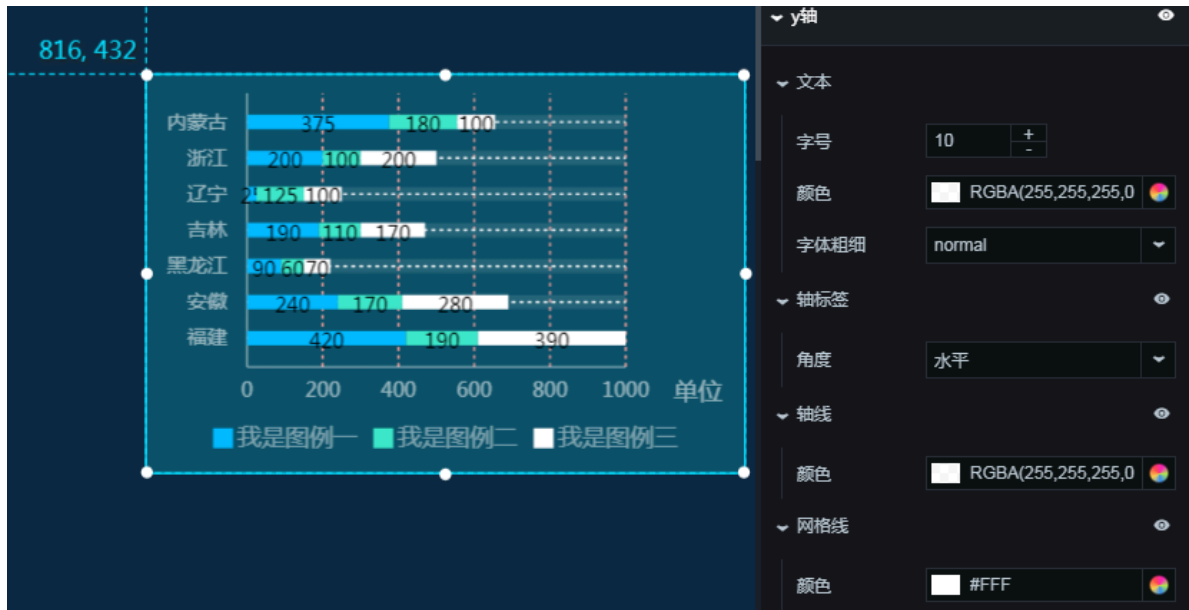 816, 432
内蒙古 375 180 100
浙江 200 100 200
辽宁 125 100
吉林 190 110 170
黑龙江 90 60 70
安徽 240 170 280
福建 420 190 390
0 200 400 600 800 1000 单位
我是图例一 我是图例二 我是图例三
y轴
文本
字号 10 + -
颜色 RGBA(255,255,255,0
字体粗细 normal
轴标签
角度 水平
轴线
颜色 RGBA(255,255,255,0
网格线
颜色 #FFF